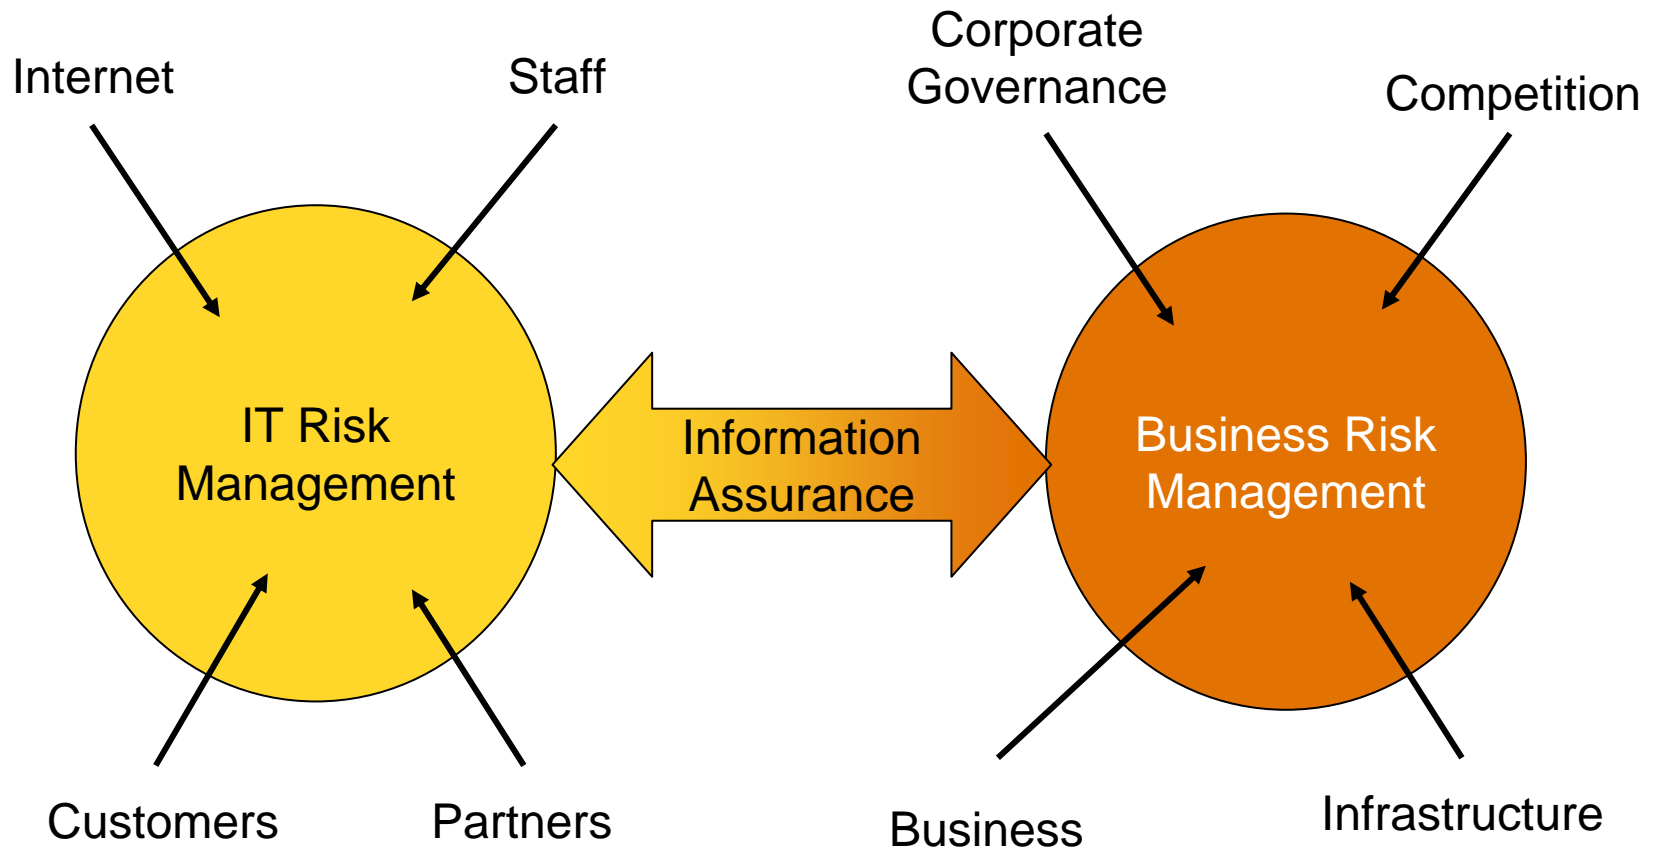 Internet
Staff
Corporate
Governance
Competition
IT Risk
Management
Information
Assurance
Business Risk
Management
Customers
Partners
Business
Infrastructure